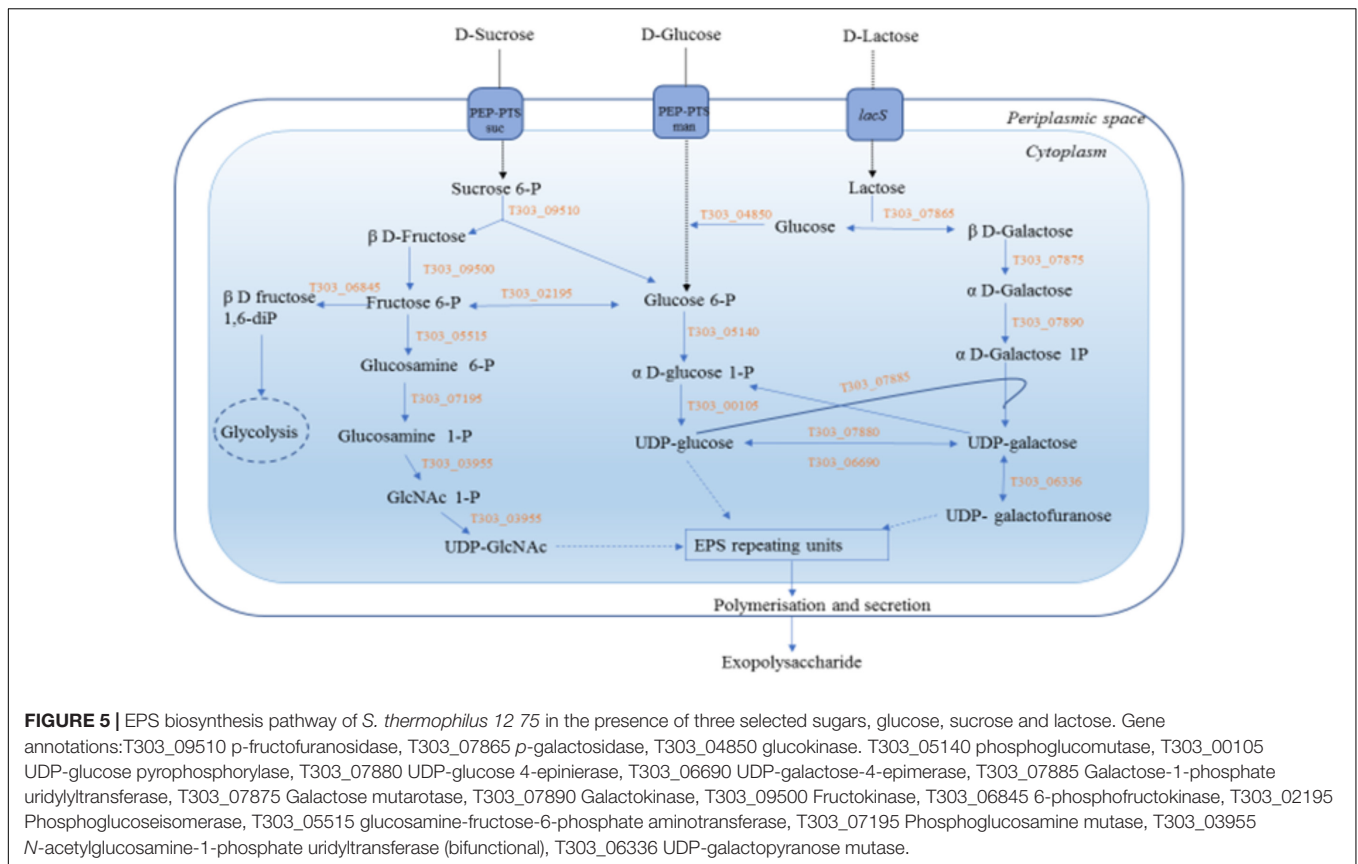 D-Sucrose D-Glucose D-Lactose
PEP-PTS suc PEP-PTS man lacS
Periplasmic space
Cytoplasm
Sucrose 6-P Lactose
T303_09510 T303_04850 Glucose T303_07865
β D-Fructose β D-Galactose
T303_09500 T303_07875
β D fructose 1,6-diP T303_06845 Fructose 6-P T303_02195 Glucose 6-P α D-Galactose
T303_05515 T303_05140 T303_07890
Glucosamine 6-P α D-glucose 1-P α D-Galactose 1P
T303_07195 T303_00105 T303_07885
Glycolysis Glucosamine 1-P UDP-glucose T303_07880 UDP-galactose
T303_03955 T303_06690 T303_06336
GlcNAc 1-P UDP- galactofuranose
T303_03955
UDP-GlcNAc EPS repeating units
Polymerisation and secretion
Exopolysaccharide
FIGURE 5 | EPS biosynthesis pathway of S. thermophilus 12 75 in the presence of three selected sugars, glucose, sucrose and lactose. Gene
annotations:T303_09510 p-fructofuranosidase, T303_07865 p-galactosidase, T303_04850 glucokinase. T303_05140 phosphoglucomutase, T303_00105
UDP-glucose pyrophosphorylase, T303_07880 UDP-glucose 4-epinierase, T303_06690 UDP-galactose-4-epimerase, T303_07885 Galactose-1-phosphate
uridylyltransferase, T303_07875 Galactose mutarotase, T303_07890 Galactokinase, T303_09500 Fructokinase, T303_06845 6-phosphofructokinase, T303_02195
Phosphoglucoseisomerase, T303_05515 glucosamine-fructose-6-phosphate aminotransferase, T303_07195 Phosphoglucosamine mutase, T303_03955
N-acetylglucosamine-1-phosphate uridyltransferase (bifunctional), T303_06336 UDP-galactopyranose mutase.